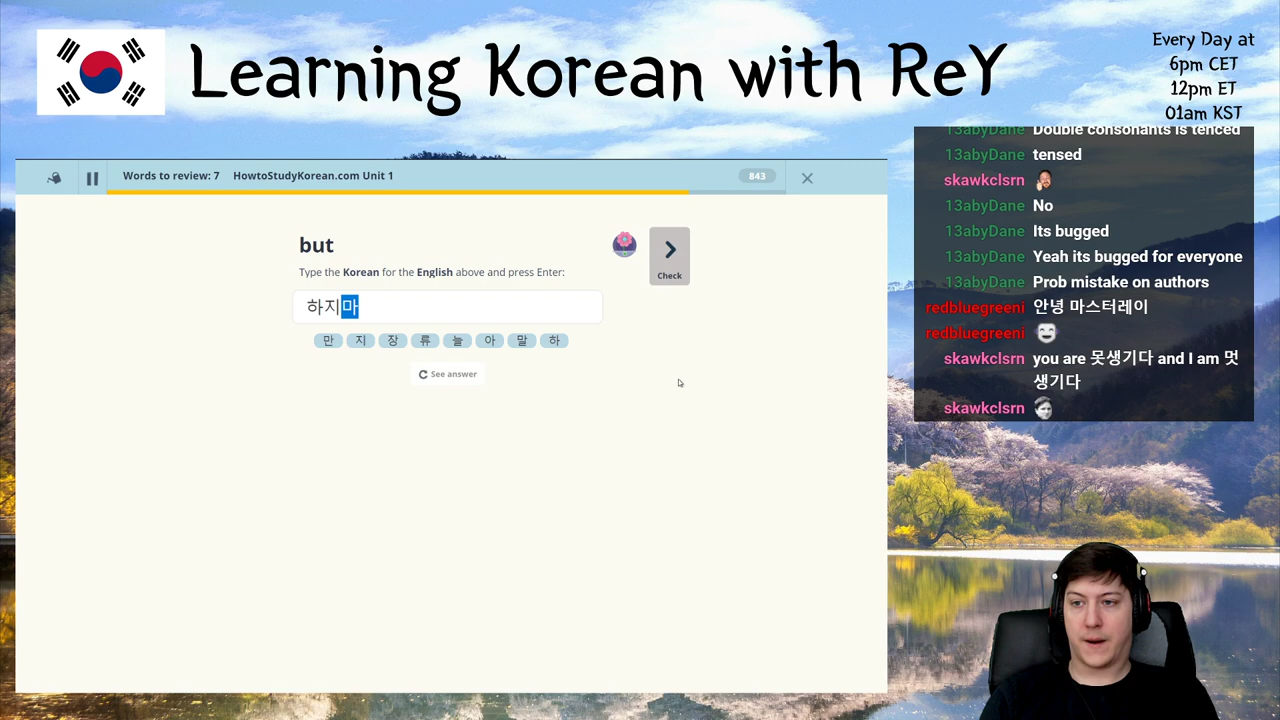 Learning Korean with ReY
Every Day at
6pm CET
12pm ET
01am KST
Words to review: 7 HowtoStudyKorean.com Unit 1
843
but
Type the Korean for the English above and press Enter:
Check
하지마
만 지 장 류 늘 아 말 하
See answer
13abyDane Double consonants is tenced
13abyDane tensed
skawkclsrn
13abyDane No
13abyDane Its bugged
13abyDane Yeah its bugged for everyone
13abyDane Prob mistake on authors
redbluegreeni 안녕 마스터레이
redbluegreeni
skawkclsrn you are 못생기다 and I am 멋
생기다
skawkclsrn